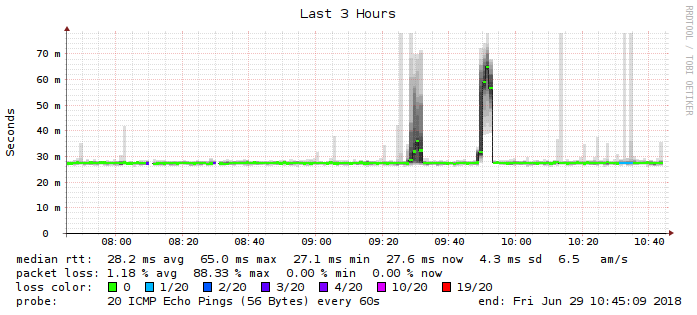 Last 3 Hours
RRDTOOL / TOBI OETIKER
Seconds
70 m
60 m
50 m
40 m
30 m
20 m
10 m
0
08:00 08:20 08:40 09:00 09:20 09:40 10:00 10:20 10:40
median rtt: 28.2 ms avg 65.0 ms max 27.1 ms min 27.6 ms now 4.3 ms sd 6.5 am/s
packet loss: 1.18 % avg 88.33 % max 0.00 % min 0.00 % now
loss color: 0 1/20 2/20 3/20 4/20 10/20 19/20
probe: 20 ICMP Echo Pings (56 Bytes) every 60s end: Fri Jun 29 10:45:09 2018